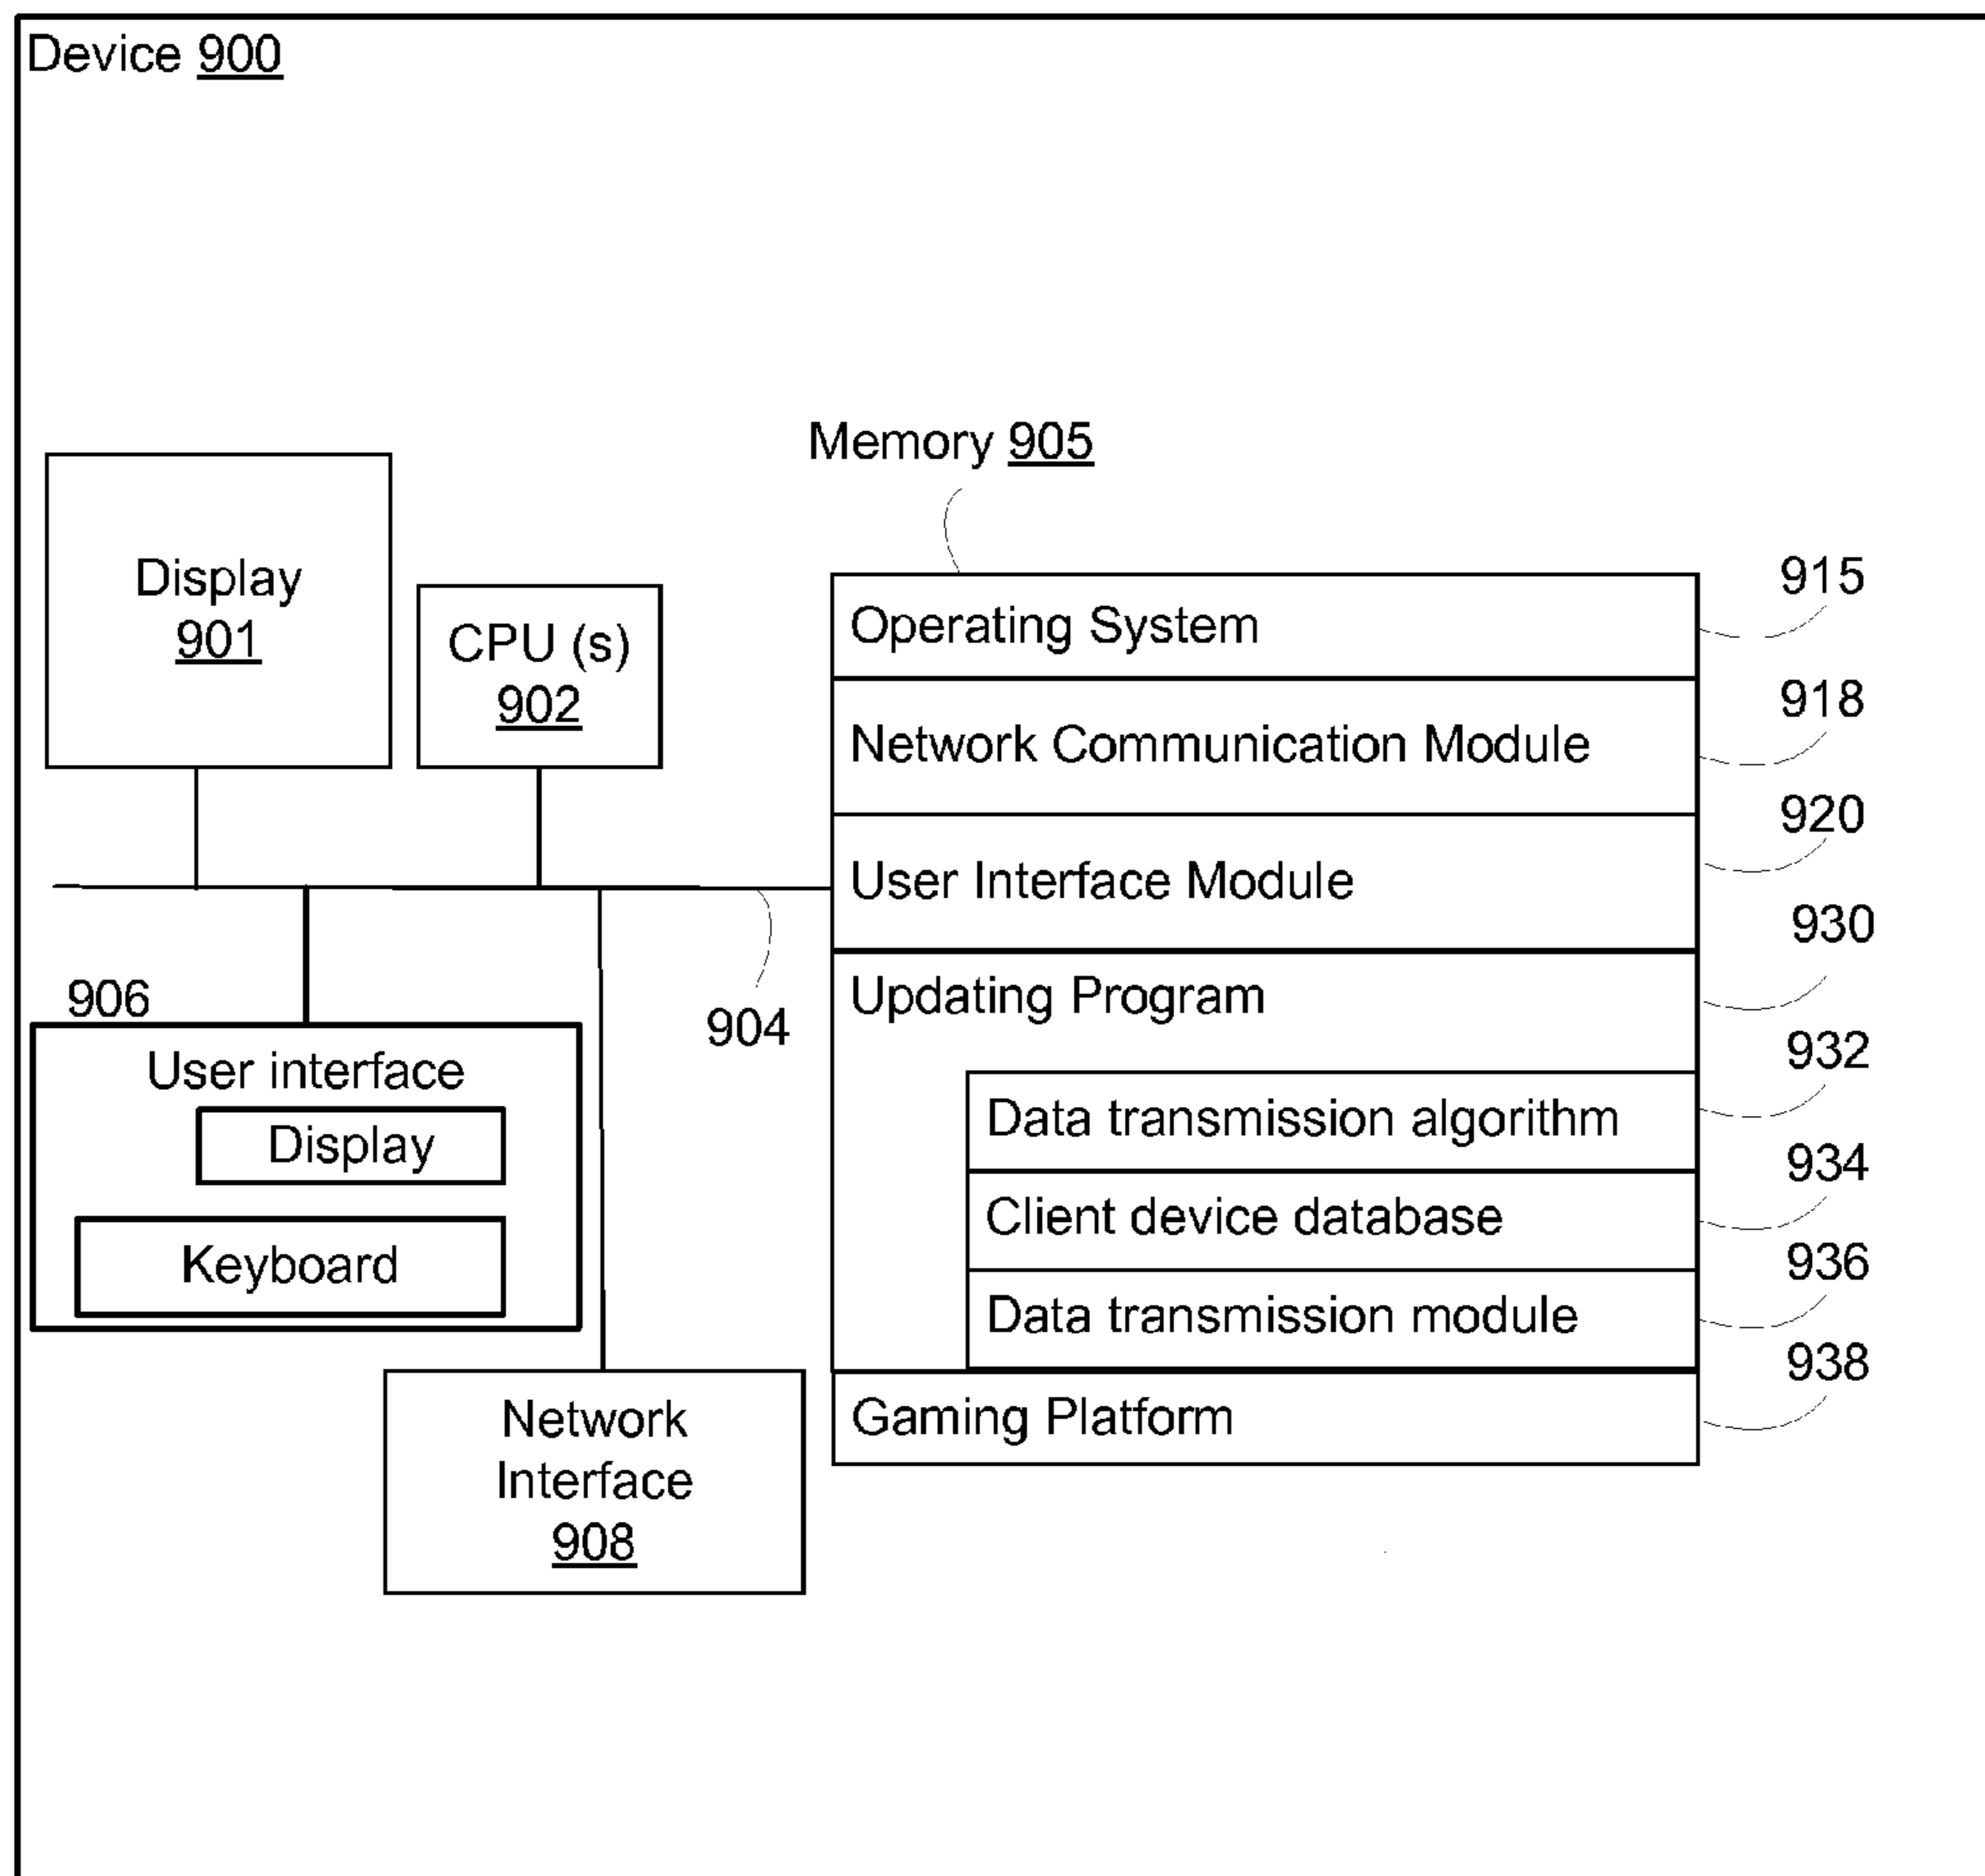 Device 900
Memory 905
Display
901
CPU (s)
902
Operating System
915
Network Communication Module
918
User Interface Module
920
904
Updating Program
930
Data transmission algorithm
932
Client device database
934
Data transmission module
936
Gaming Platform
938
906
User interface
Display
Keyboard
Network
Interface
908